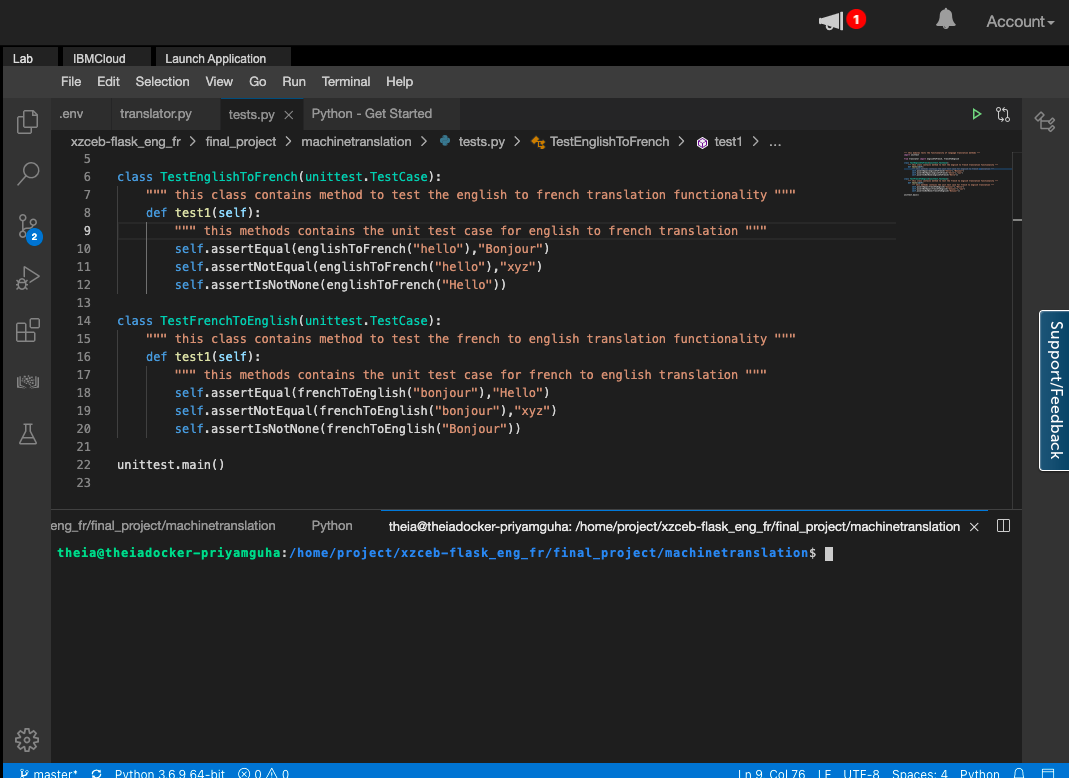 1
Account
Lab IBMCloud Launch Application
File Edit Selection View Go Run Terminal Help
.env translator.py tests.py Python - Get Started
xzceb-flask_eng_fr > final_project > machinetranslation > tests.py > TestEnglishToFrench > test1 > ...
5
6 class TestEnglishToFrench(unittest.TestCase):
7 """ this class contains method to test the english to french translation functionality """
8 def test1(self):
9 """ this methods contains the unit test case for english to french translation """
10 self.assertEqual(englishToFrench("hello"),"Bonjour")
11 self.assertNotEqual(englishToFrench("hello"),"xyz")
12 self.assertIsNotNone(englishToFrench("Hello"))
13
14 class TestFrenchToEnglish(unittest.TestCase):
15 """ this class contains method to test the french to english translation functionality """
16 def test1(self):
17 """ this methods contains the unit test case for french to english translation """
18 self.assertEqual(frenchToEnglish("bonjour"),"Hello")
19 self.assertNotEqual(frenchToEnglish("bonjour"),"xyz")
20 self.assertIsNotNone(frenchToEnglish("Bonjour"))
21
22 unittest.main()
23
2
Support/Feedback
eng_fr/final_project/machinetranslation Python theia@theiadocker-priyamguha: /home/project/xzceb-flask_eng_fr/final_project/machinetranslation
theia@theiadocker-priyamguha:/home/project/xzceb-flask_eng_fr/final_project/machinetranslation$
master* Python 3.6.9 64-bit 0 0 Ln 9, Col 76 LF UTF-8 Spaces: 4 Python